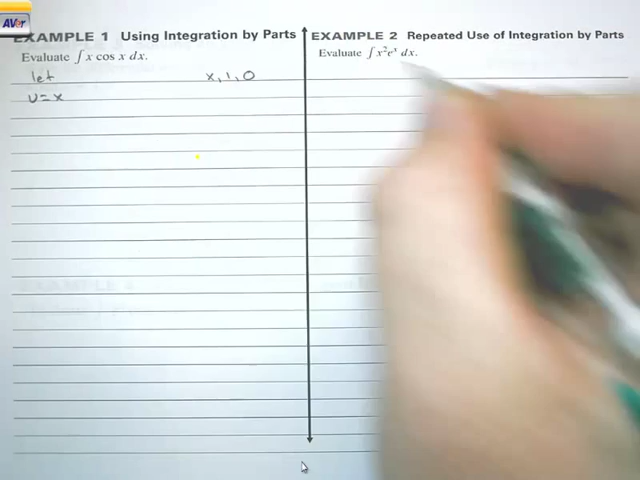 AVer
EXAMPLE 1 Using Integration by Parts
Evaluate ∫ x cos x dx.
let x, 1, 0
u = x
EXAMPLE 2 Repeated Use of Integration by Parts
Evaluate ∫ x²eˣ dx.